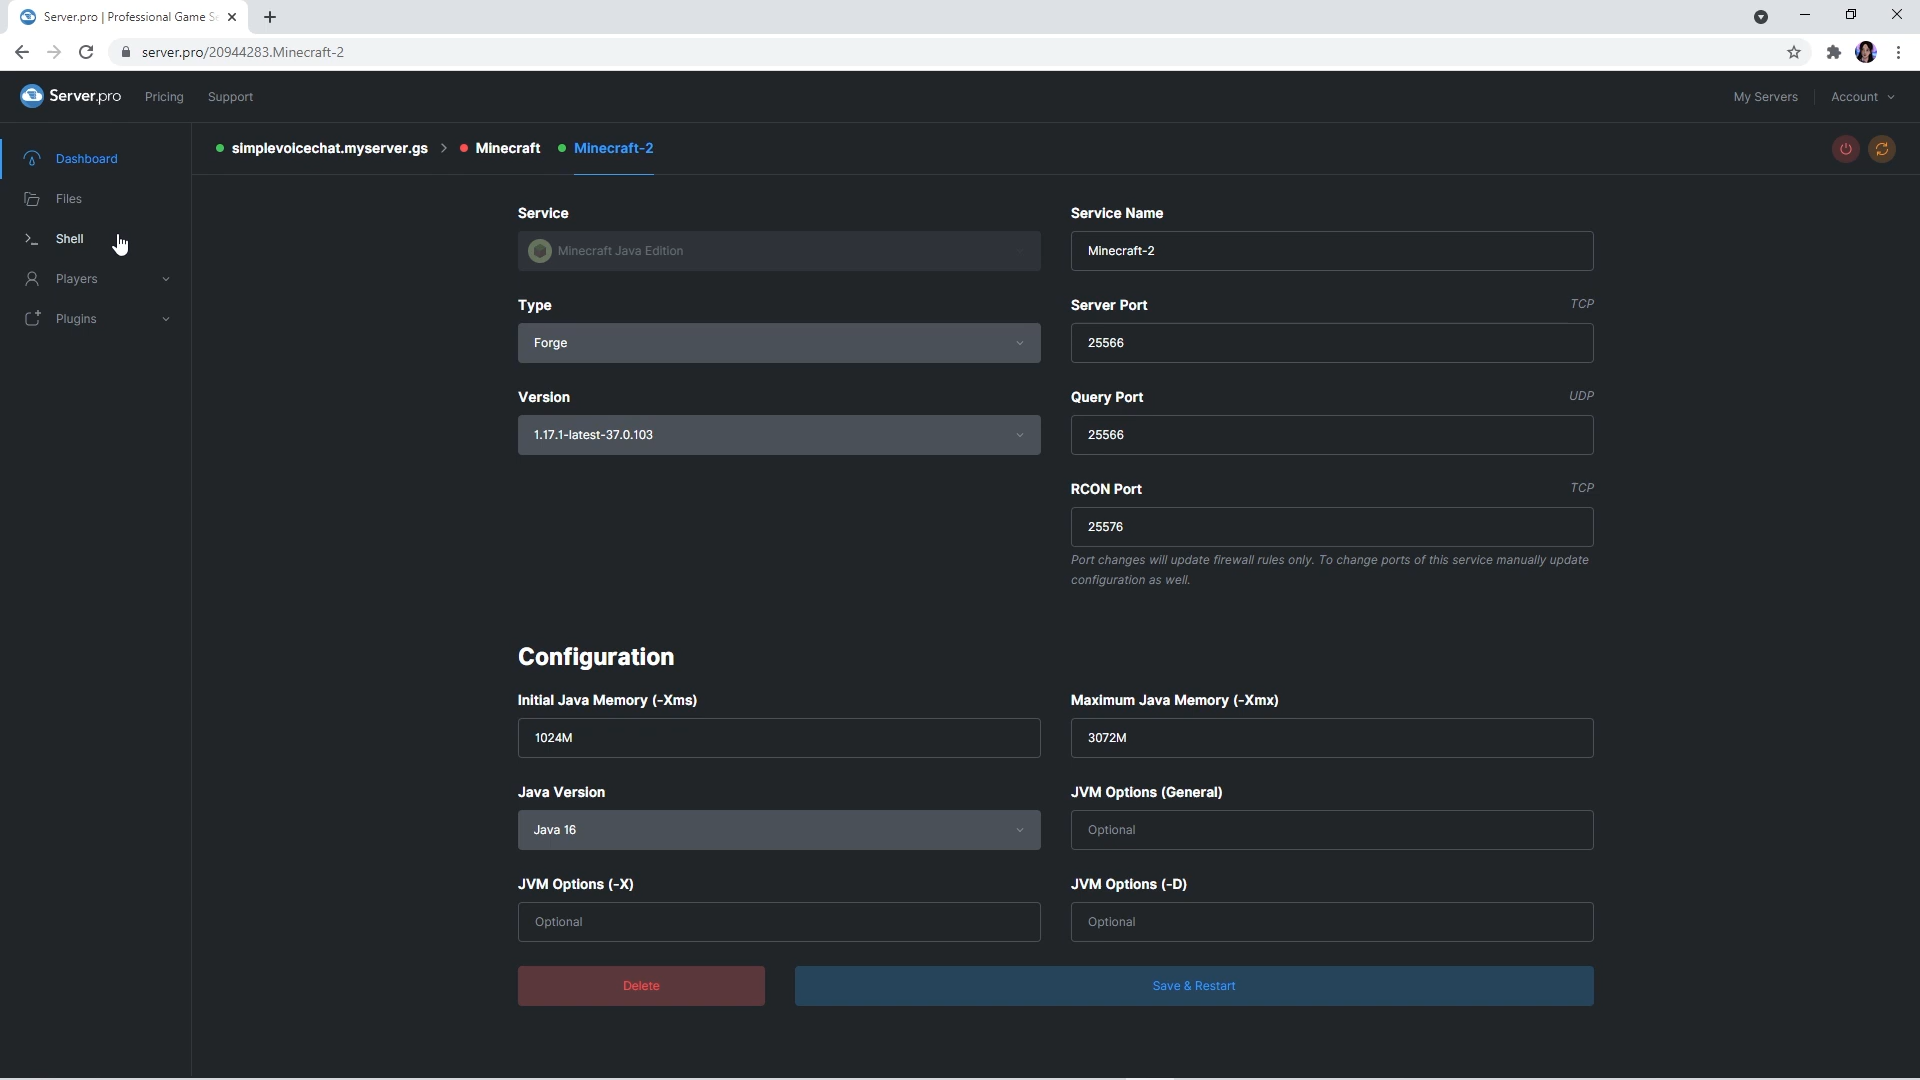 Server.pro | Professional Game S
server.pro/20944283.Minecraft-2
Server.pro
Pricing
Support
My Servers
Account
Dashboard
Files
Shell
Players
Plugins
simplevoicechat.myserver.gs
Minecraft
Minecraft-2
Service
Minecraft Java Edition
Service Name
Minecraft-2
Type
Forge
Server Port
TCP
25566
Version
1.17.1-latest-37.0.103
Query Port
UDP
25566
RCON Port
TCP
25576
Port changes will update firewall rules only. To change ports of this service manually update
configuration as well.
Configuration
Initial Java Memory (-Xms)
1024M
Maximum Java Memory (-Xmx)
3072M
Java Version
Java 16
JVM Options (General)
Optional
JVM Options (-X)
Optional
JVM Options (-D)
Optional
Delete
Save & Restart